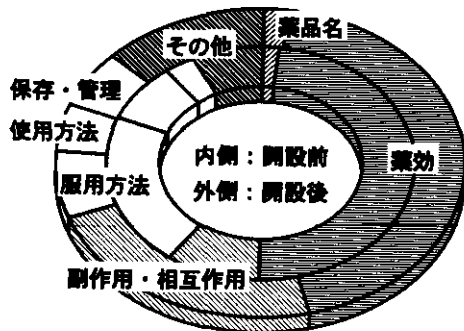 薬品名
その他
保存・管理
使用方法
服用方法
内側：開設前
外側：開設後
薬効
副作用・相互作用